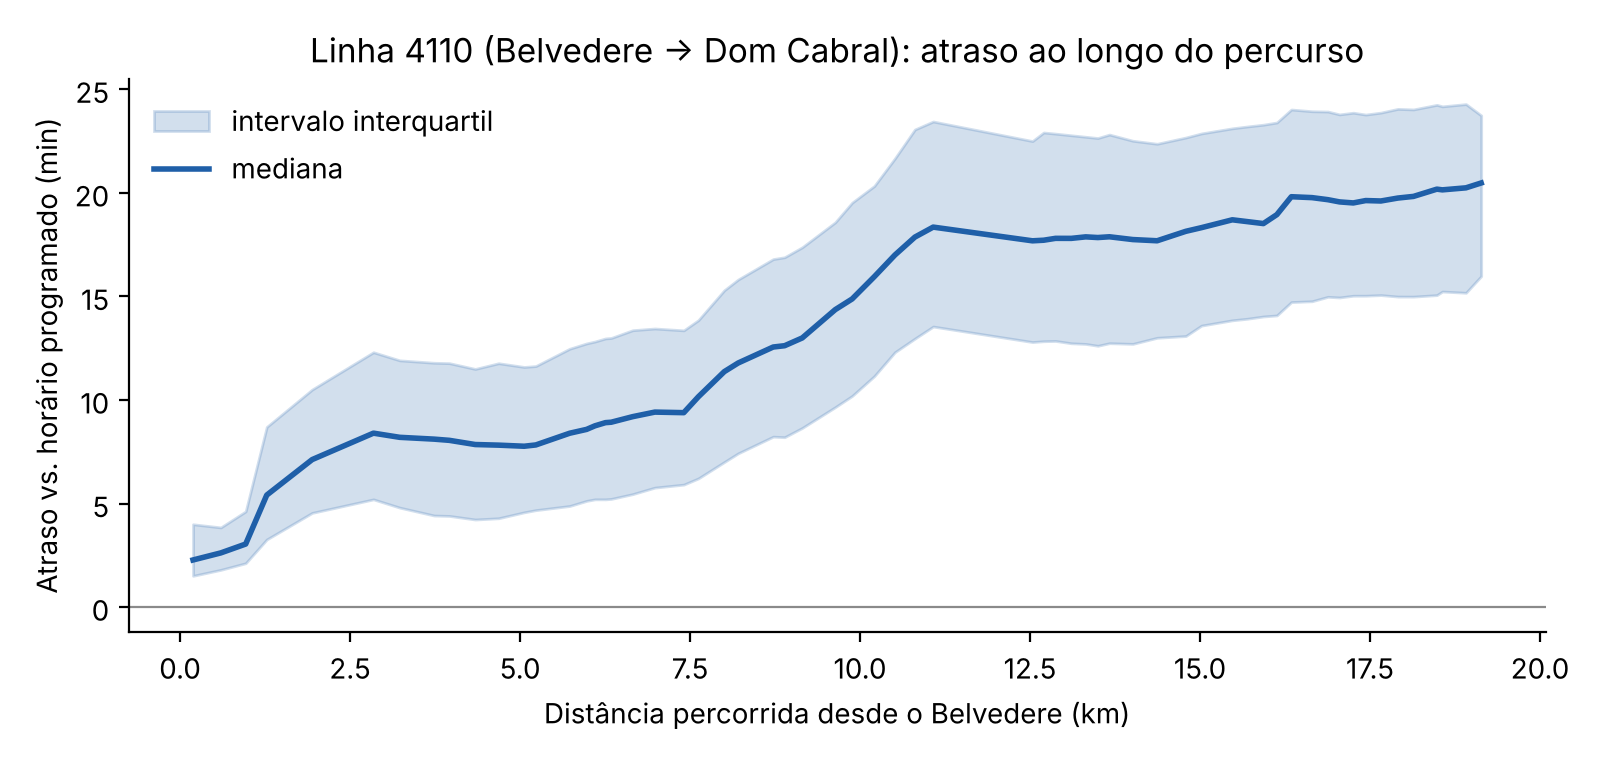 Linha 4110 (Belvedere → Dom Cabral): atraso ao longo do percurso
intervalo interquartil
mediana
Atraso vs. horário programado (min)
25
20
15
10
5
0
0.0 2.5 5.0 7.5 10.0 12.5 15.0 17.5 20.0
Distância percorrida desde o Belvedere (km)